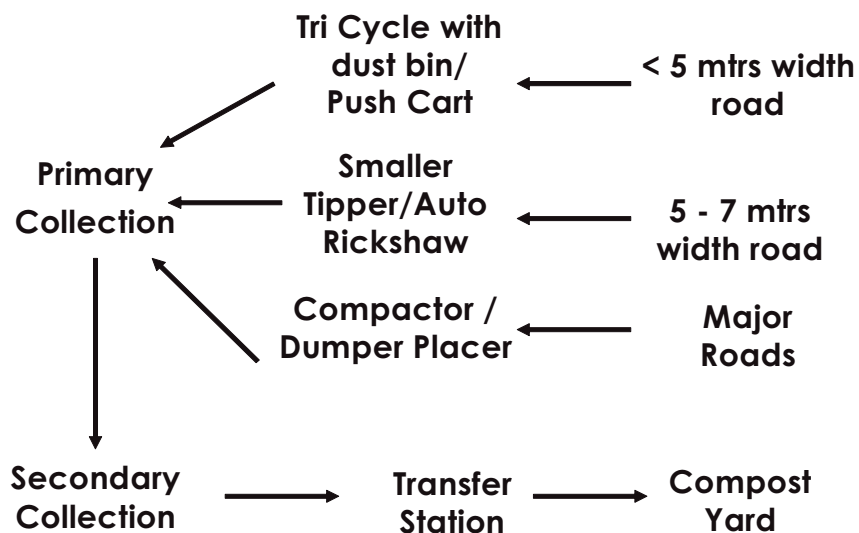 Tri Cycle with
dust bin/
Push Cart
< 5 mtrs width
road
Primary
Collection
Smaller
Tipper/Auto
Rickshaw
5 - 7 mtrs
width road
Compactor /
Dumper Placer
Major
Roads
Secondary
Collection
Transfer
Station
Compost
Yard